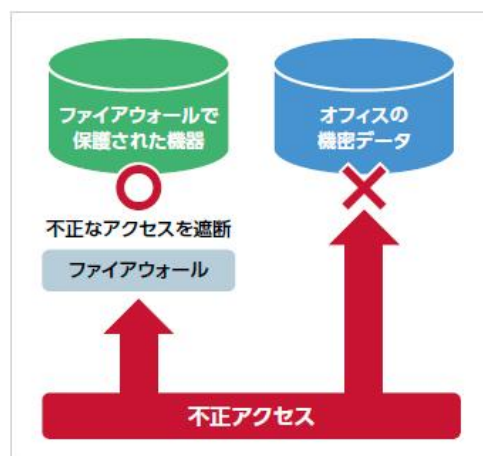 ファイアウォールで
保護された機器
オフィスの
機密データ
不正なアクセスを遮断
ファイアウォール
不正アクセス